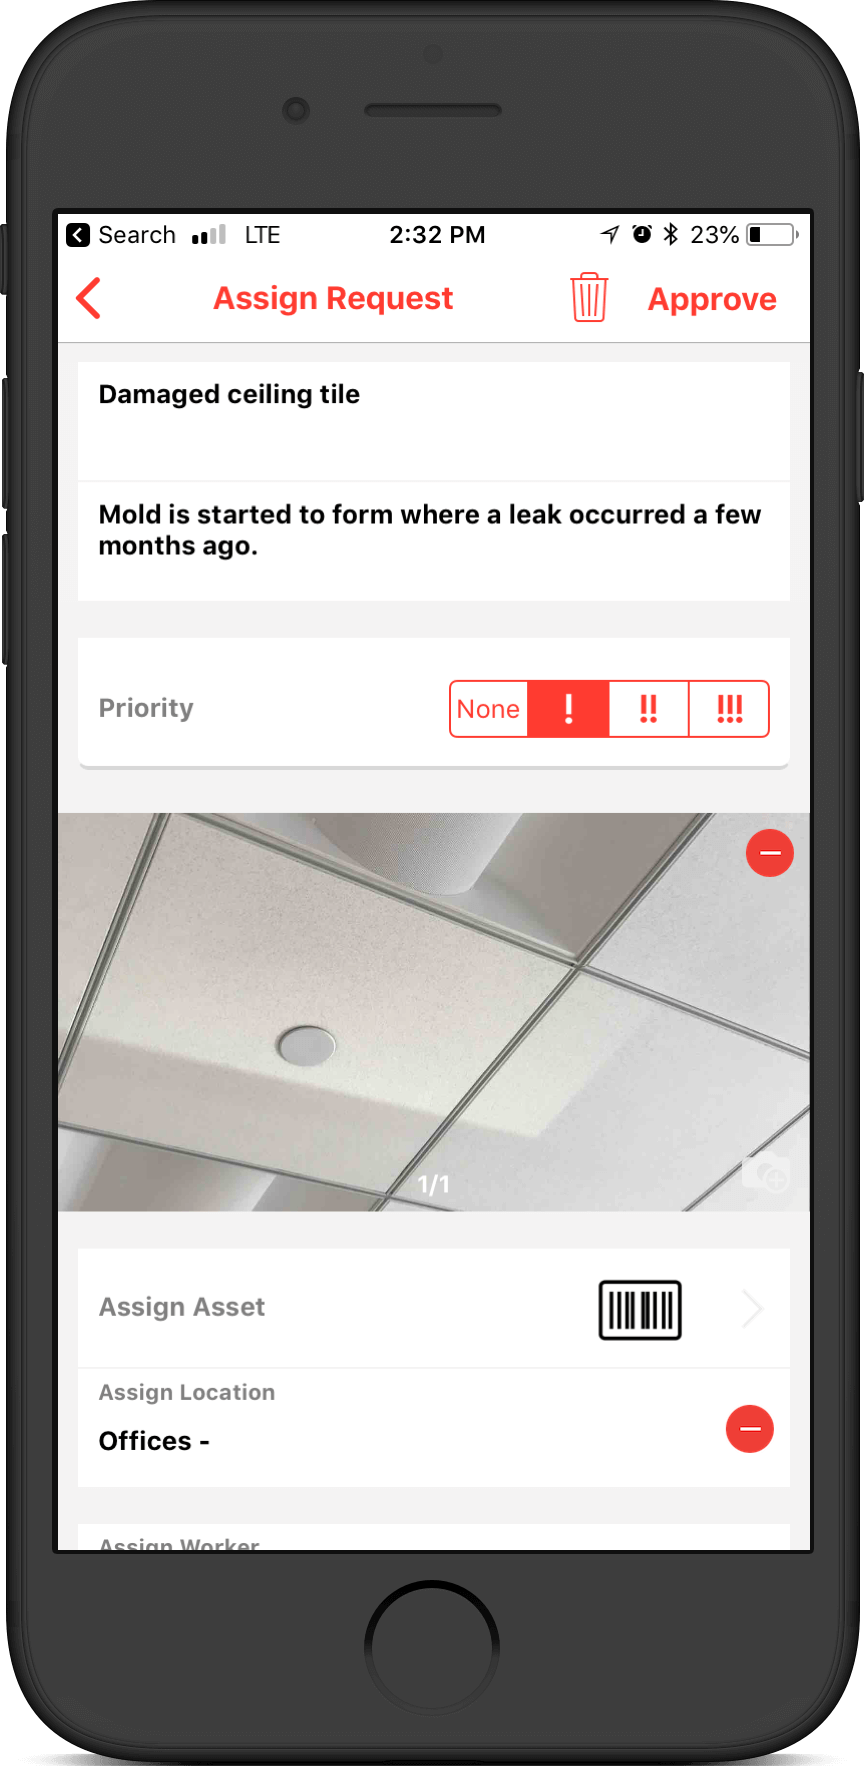 Search LTE 2:32 PM 23%
Assign Request Approve
Damaged ceiling tile
Mold is started to form where a leak occurred a few
months ago.
Priority None ! !! !!!
1/1
Assign Asset
Assign Location
Offices -
Assign Worker